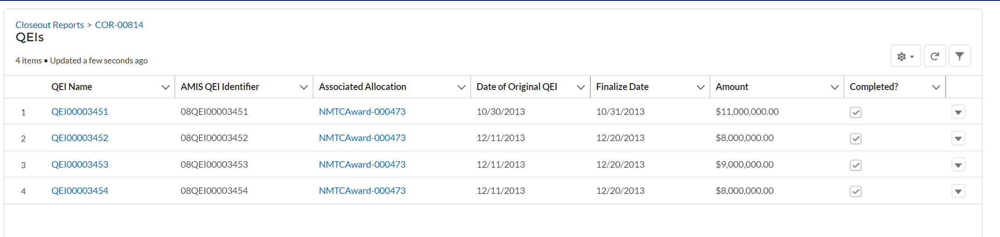 Closeout Reports > COR-00814
QEIs
4 items • Updated a few seconds ago
QEI Name AMIS QEI Identifier Associated Allocation Date of Original QEI Finalize Date Amount Completed?
1 QEI00003451 08QEI00003451 NMTCAward-000473 10/30/2013 10/31/2013 $11,000,000.00
2 QEI00003452 08QEI00003452 NMTCAward-000473 12/11/2013 12/20/2013 $8,000,000.00
3 QEI00003453 08QEI00003453 NMTCAward-000473 12/11/2013 12/20/2013 $9,000,000.00
4 QEI00003454 08QEI00003454 NMTCAward-000473 12/11/2013 12/20/2013 $8,000,000.00